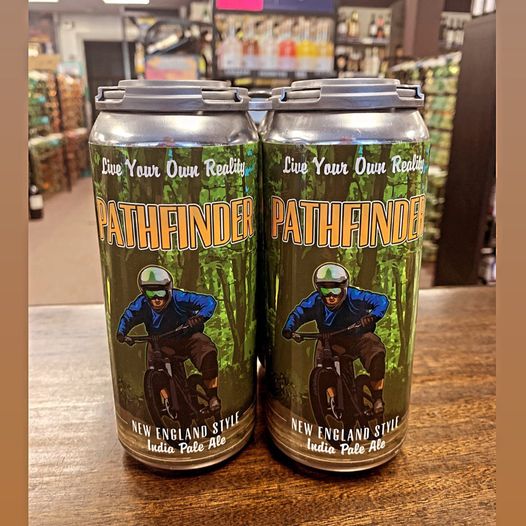 Live Your Own Reality
PATHFINDER
NEW ENGLAND STYLE
India Pale Ale
Live Your Own Reality
PATHFINDER
NEW ENGLAND STYLE
India Pale Ale